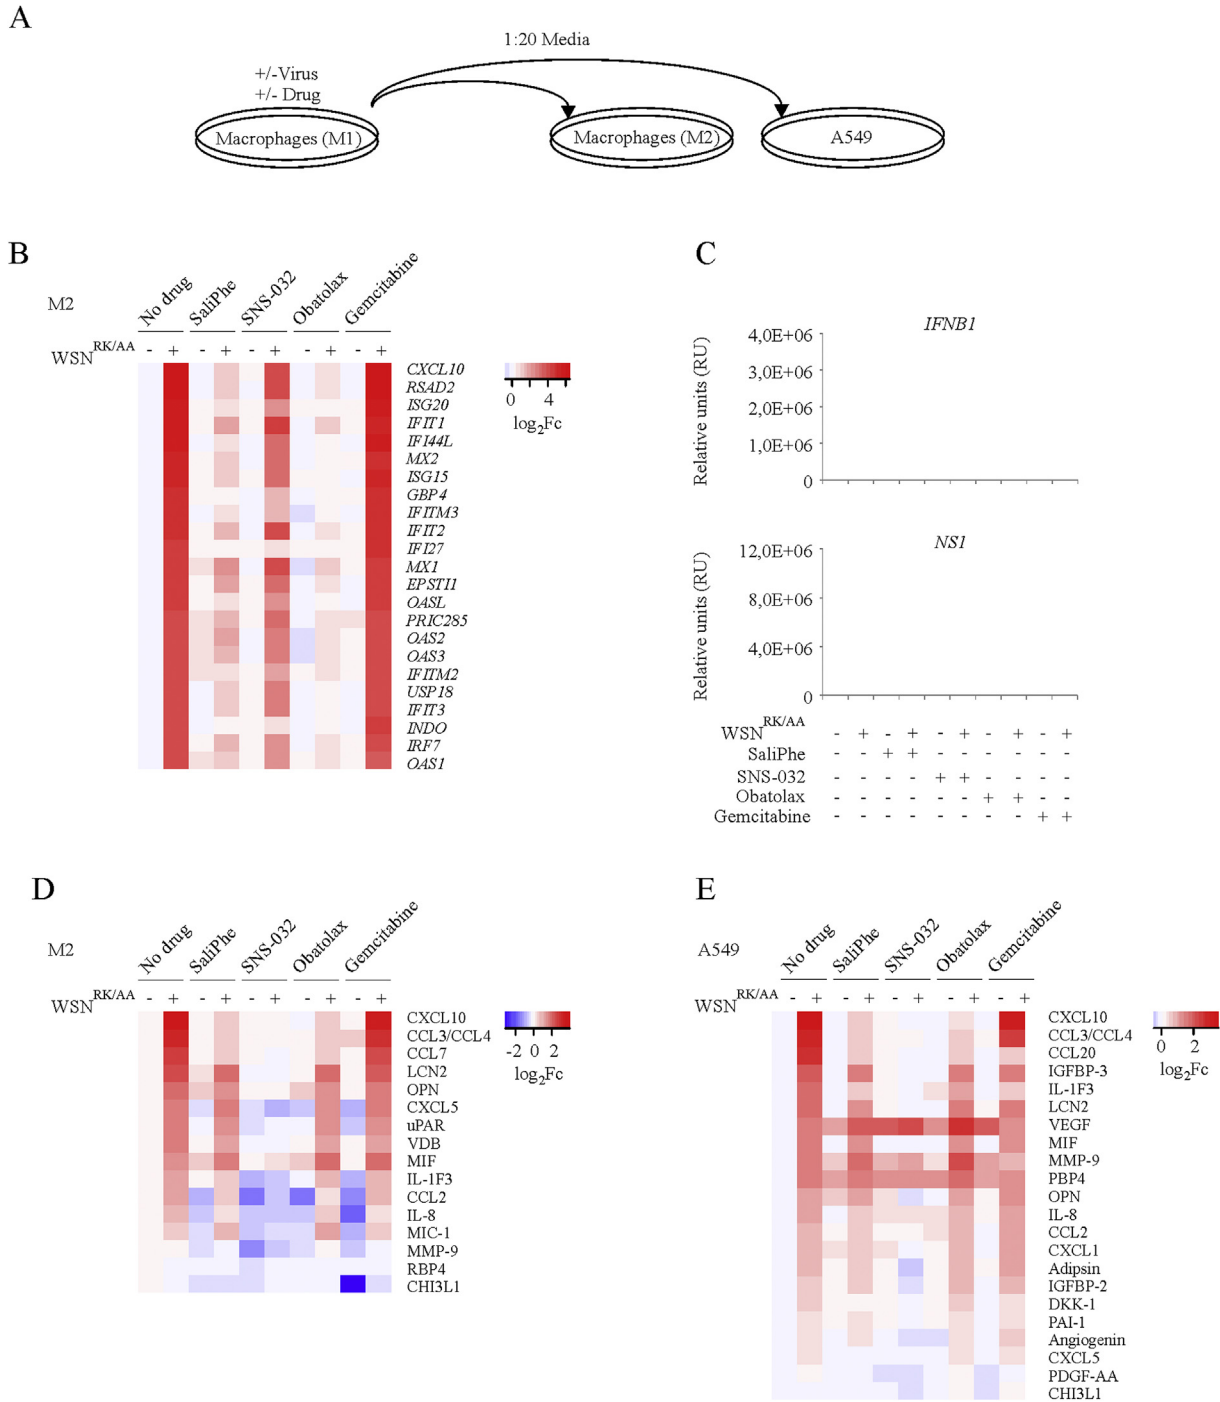 A
1:20 Media
+/-Virus
+/- Drug
Macrophages (M1)
Macrophages (M2)
A549
B
M2
No drug
SaliPhe
SNS-032
Obatolax
Gemcitabine
WSNRK/AA
- + - + - + - + - +
CXCL10
RSAD2
ISG20
IFIT1
IFI44L
MX2
ISG15
GBP4
IFITM3
IFIT2
IFI27
MX1
EPSTI1
OASL
PRIC285
OAS2
OAS3
IFITM2
USP18
IFIT3
INDO
IRF7
OAS1
0 4
log2Fc
C
IFNB1
Relative units (RU)
4,0E+06
3,0E+06
2,0E+06
1,0E+06
0
NS1
Relative units (RU)
12,0E+06
8,0E+06
4,0E+06
0
WSNRK/AA - + - + - + - + - +
SaliPhe - - + + - - - - - -
SNS-032 - - - - + + - - - -
Obatolax - - - - - - + + - -
Gemcitabine - - - - - - - - + +
D
M2
No drug
SaliPhe
SNS-032
Obatolax
Gemcitabine
WSNRK/AA
- + - + - + - + - +
CXCL10
CCL3/CCL4
CCL7
LCN2
OPN
CXCL5
uPAR
VDB
MIF
IL-1F3
CCL2
IL-8
MIC-1
MMP-9
RBP4
CHI3L1
-2 0 2
log2Fc
E
A549
No drug
SaliPhe
SNS-032
Obatolax
Gemcitabine
WSNRK/AA
- + - + - + - + - +
CXCL10
CCL3/CCL4
CCL20
IGFBP-3
IL-1F3
LCN2
VEGF
MIF
MMP-9
PBP4
OPN
IL-8
CCL2
CXCL1
Adipsin
IGFBP-2
DKK-1
PAI-1
Angiogenin
CXCL5
PDGF-AA
CHI3L1
0 2
log2Fc